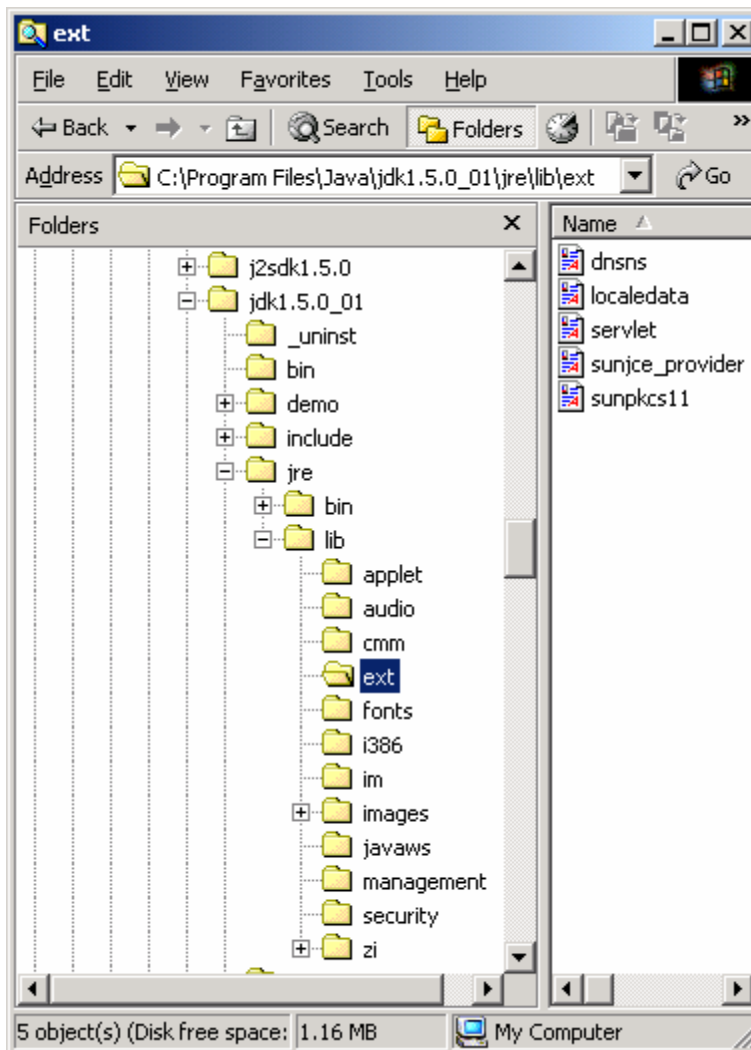 ext
File Edit View Favorites Tools Help
Back Search Folders »
Address C:\Program Files\Java\jdk1.5.0_01\jre\lib\ext Go
Folders
j2sdk1.5.0
jdk1.5.0_01
_uninst
bin
demo
include
jre
bin
lib
applet
audio
cmm
ext
fonts
i386
im
images
javaws
management
security
zi
Name
dnsns
localedata
servlet
sunjce_provider
sunpkcs11
5 object(s) (Disk free space: 1.16 MB My Computer